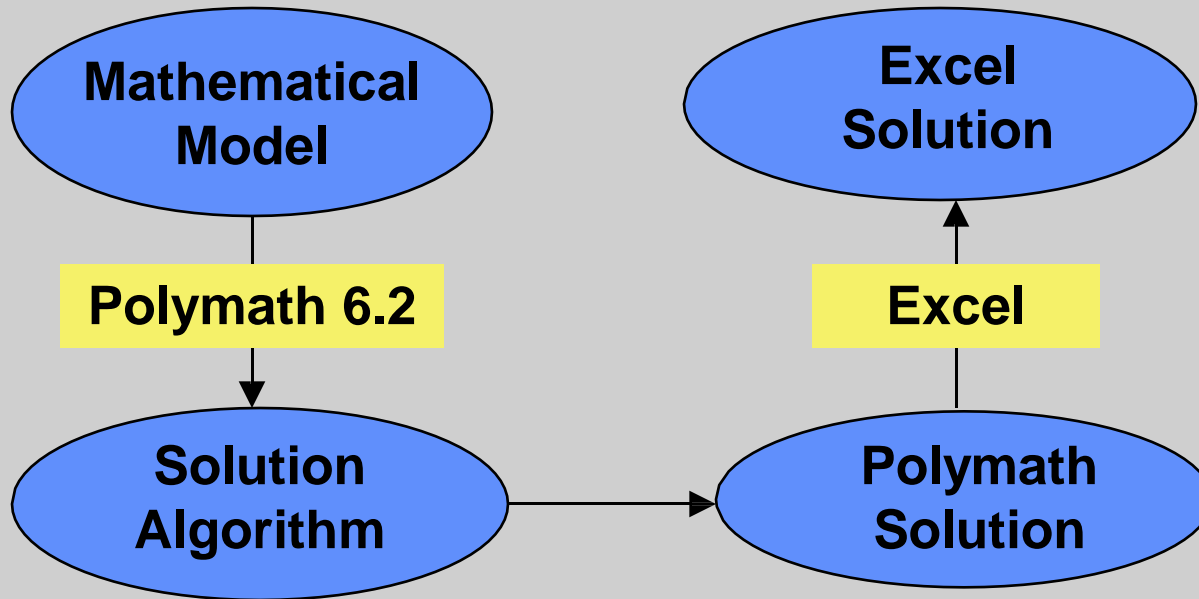 Mathematical
Model
Polymath 6.2
Solution
Algorithm
Polymath
Solution
Excel
Excel
Solution